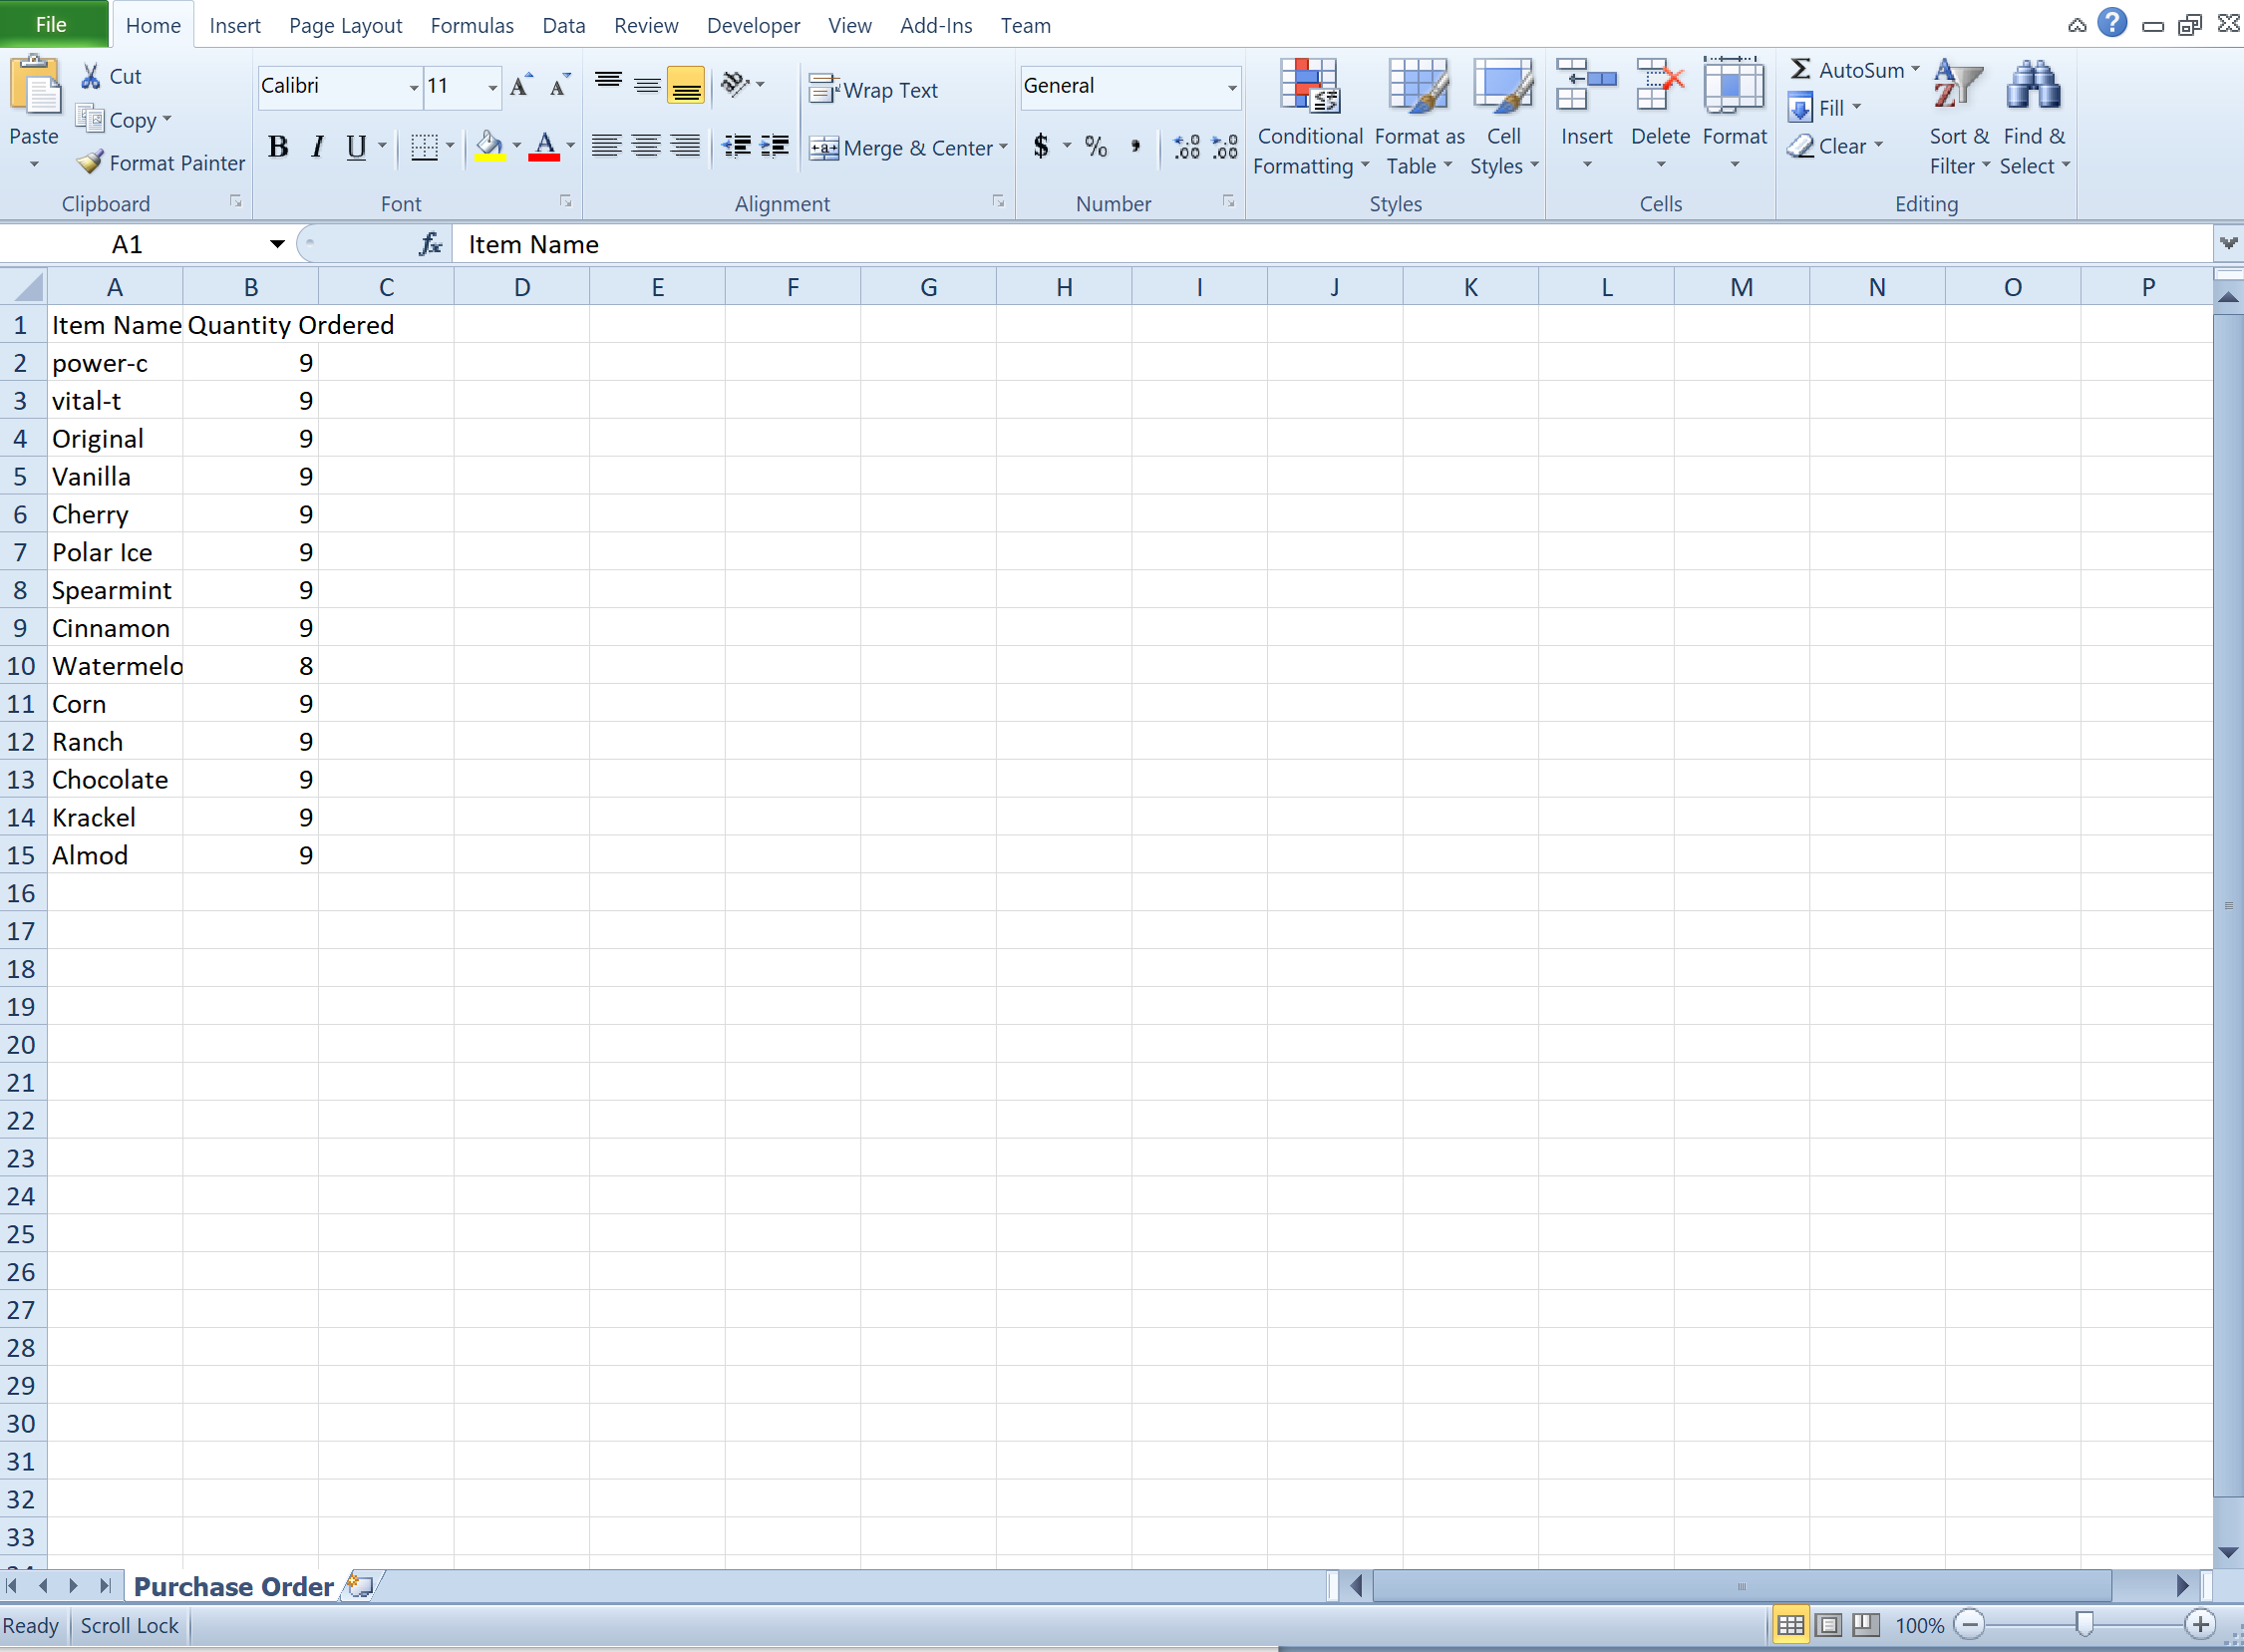 File Home Insert Page Layout Formulas Data Review Developer View Add-Ins Team
Paste
Cut
Copy
Format Painter
Clipboard
Calibri 11
B I U
Font
Wrap Text
Merge & Center
Alignment
General
$ % ,
Number
Conditional Formatting
Format as Table
Cell Styles
Styles
Insert Delete Format
Cells
Σ AutoSum
Fill
Clear
Sort & Filter
Find & Select
Editing
A1 fx Item Name
A B C D E F G H I J K L M N O P
1 Item Name Quantity Ordered
2 power-c 9
3 vital-t 9
4 Original 9
5 Vanilla 9
6 Cherry 9
7 Polar Ice 9
8 Spearmint 9
9 Cinnamon 9
10 Watermelo 8
11 Corn 9
12 Ranch 9
13 Chocolate 9
14 Krackel 9
15 Almod 9
16
17
18
19
20
21
22
23
24
25
26
27
28
29
30
31
32
33
Purchase Order
Ready Scroll Lock 100%